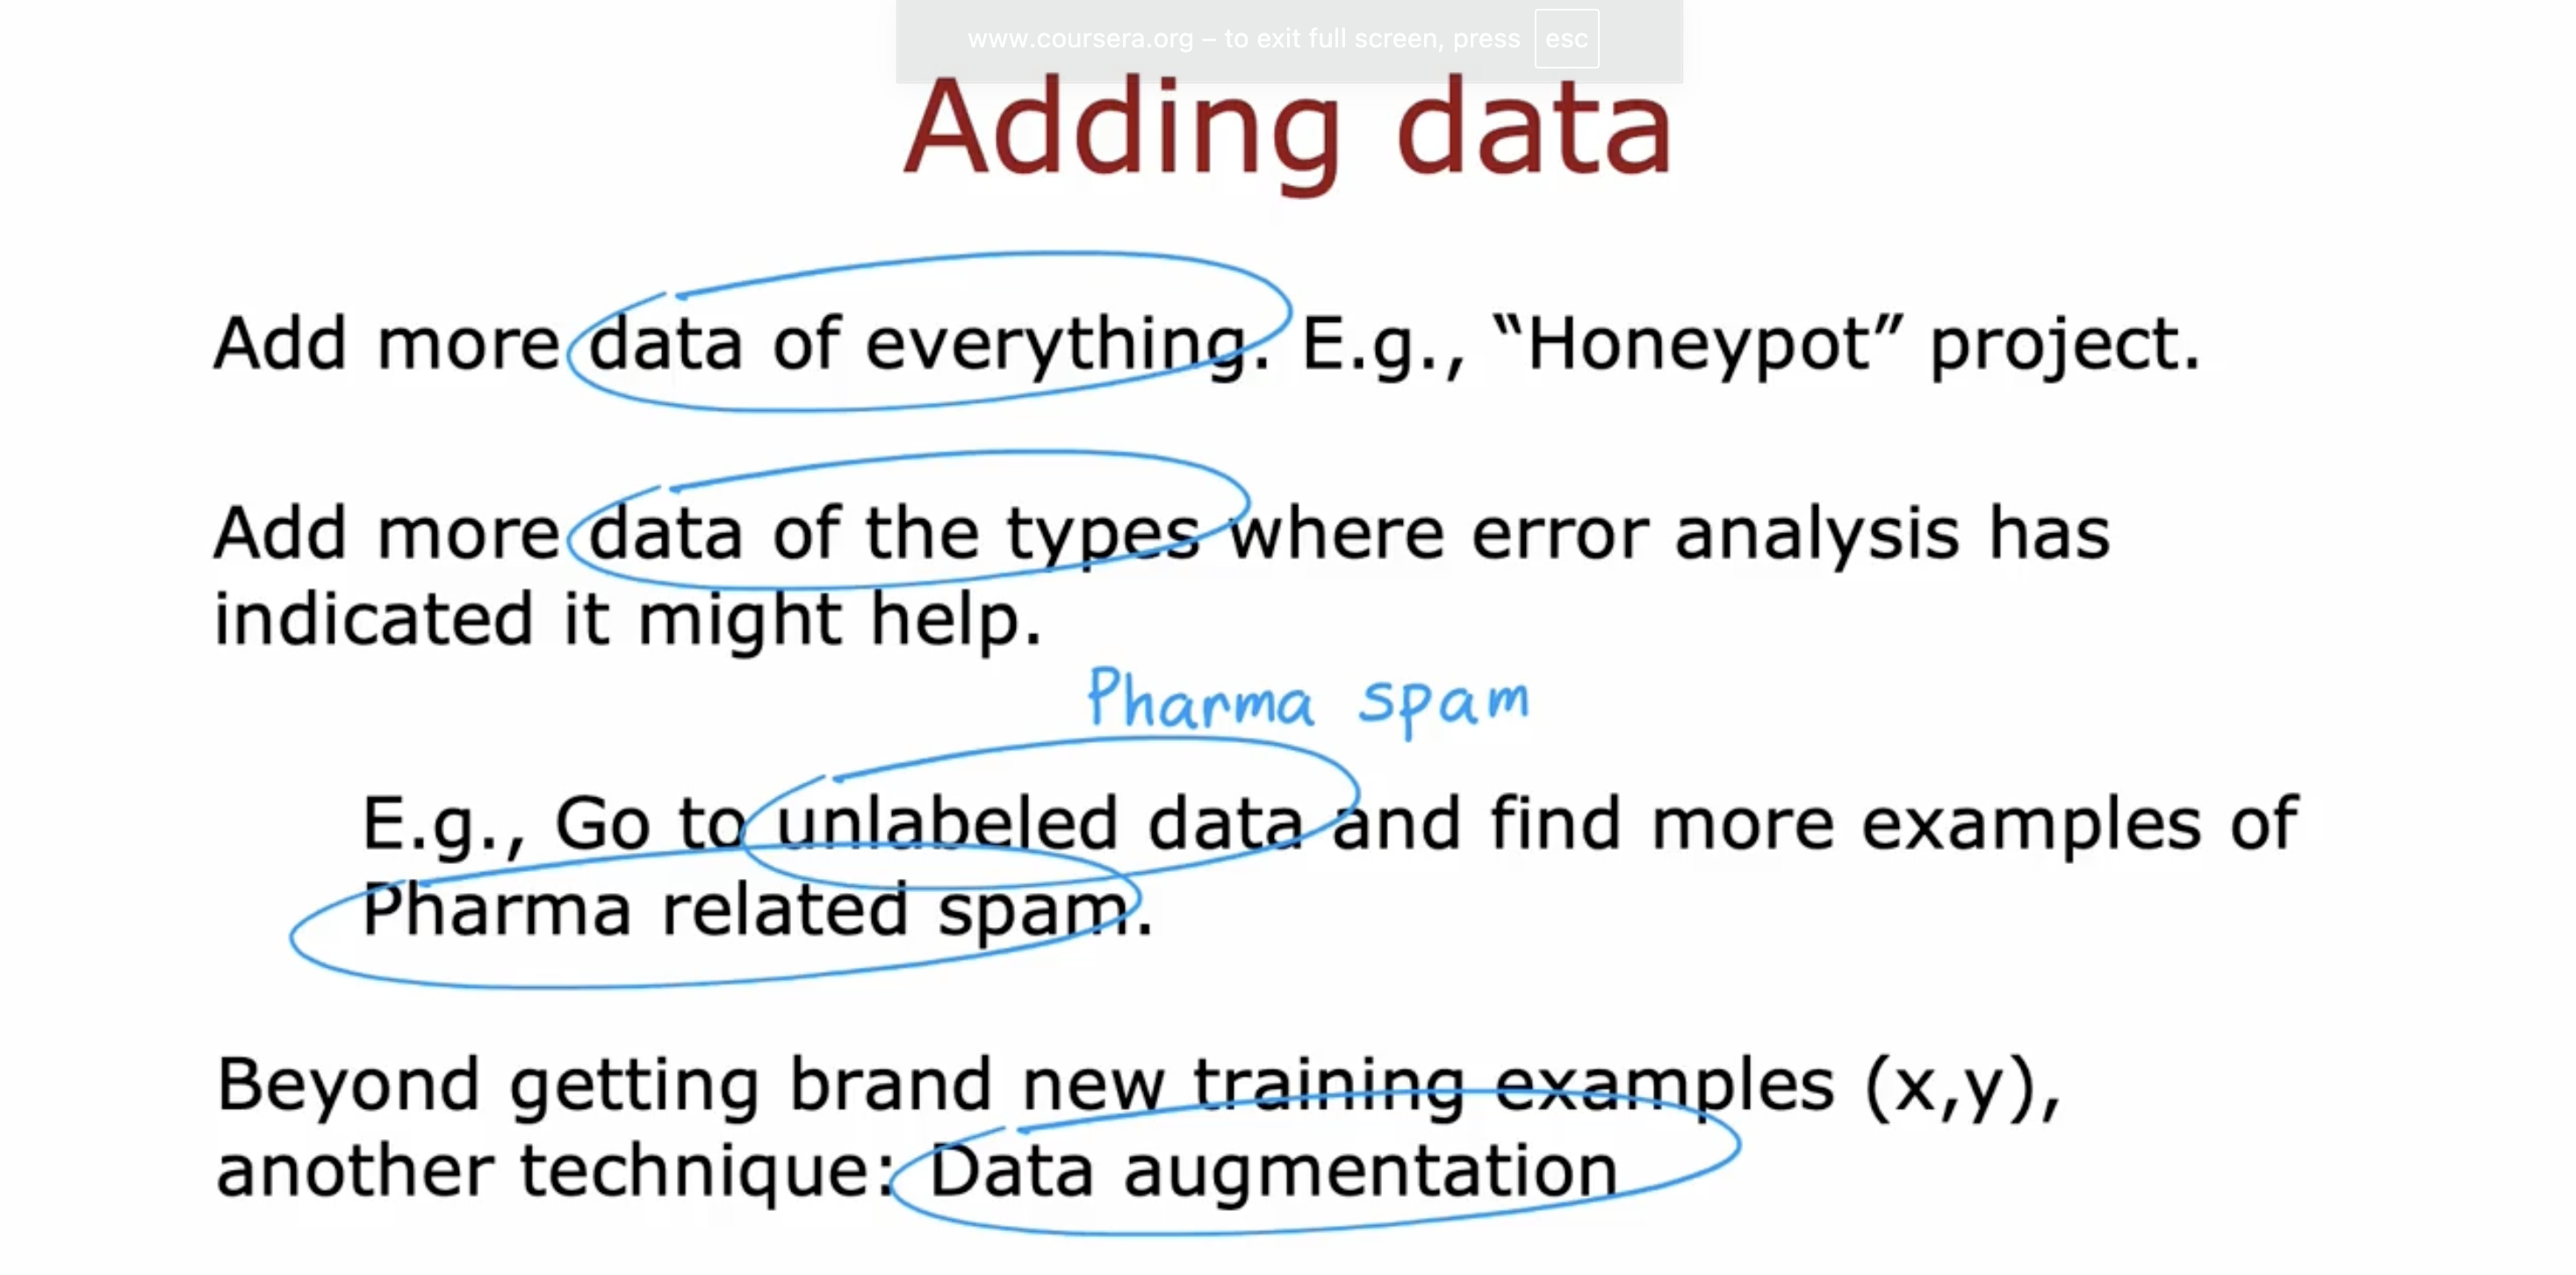 www.coursera.org – to exit full screen, press esc
Adding data
Add more data of everything. E.g., “Honeypot” project.
Add more data of the types where error analysis has
indicated it might help.
Pharma spam
E.g., Go to unlabeled data and find more examples of
Pharma related spam.
Beyond getting brand new training examples (x,y),
another technique: Data augmentation